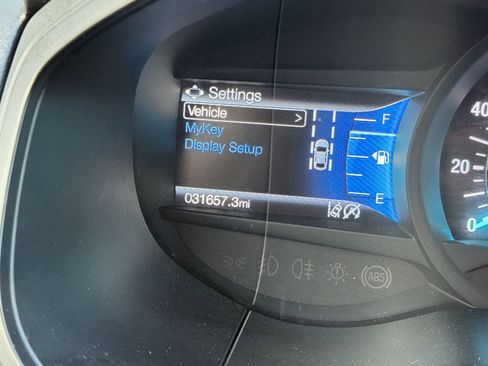 Settings
Vehicle >
MyKey
Display Setup
031657.3mi
F
E
40
20
0
ABS